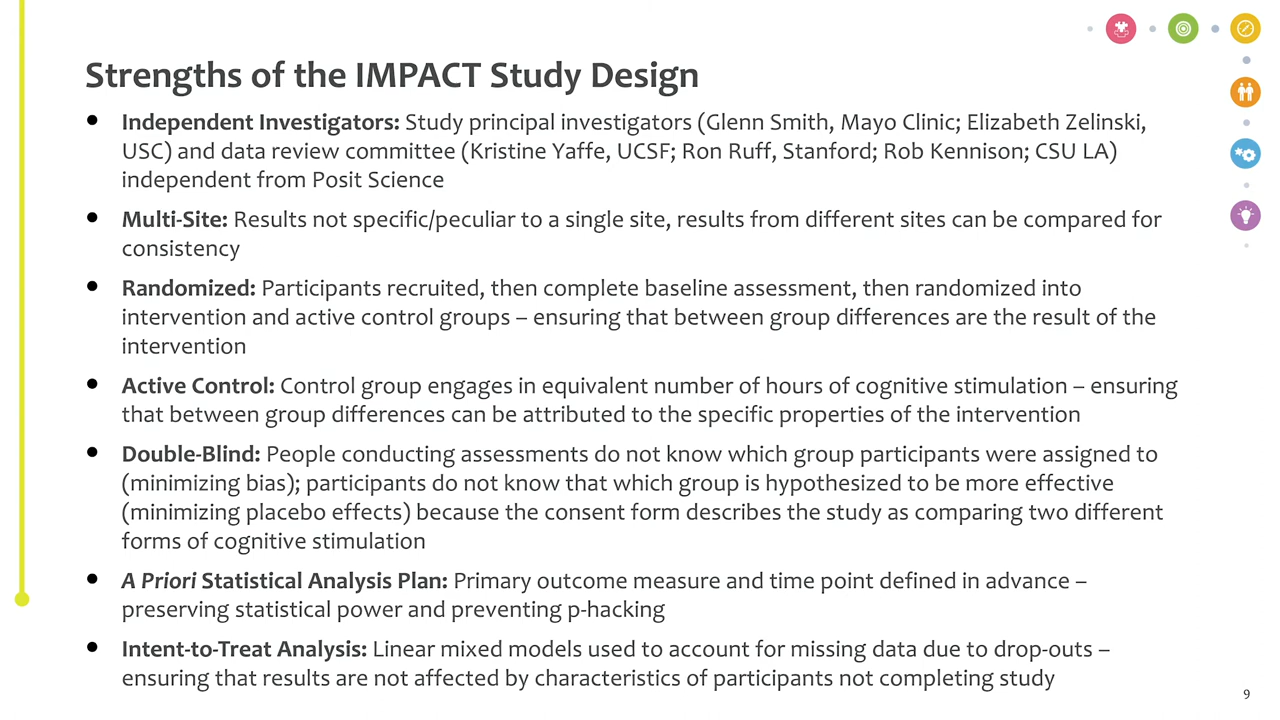 Strengths of the IMPACT Study Design
• Independent Investigators: Study principal investigators (Glenn Smith, Mayo Clinic; Elizabeth Zelinski,
USC) and data review committee (Kristine Yaffe, UCSF; Ron Ruff, Stanford; Rob Kennison; CSU LA)
independent from Posit Science
• Multi-Site: Results not specific/peculiar to a single site, results from different sites can be compared for
consistency
• Randomized: Participants recruited, then complete baseline assessment, then randomized into
intervention and active control groups – ensuring that between group differences are the result of the
intervention
• Active Control: Control group engages in equivalent number of hours of cognitive stimulation – ensuring
that between group differences can be attributed to the specific properties of the intervention
• Double-Blind: People conducting assessments do not know which group participants were assigned to
(minimizing bias); participants do not know that which group is hypothesized to be more effective
(minimizing placebo effects) because the consent form describes the study as comparing two different
forms of cognitive stimulation
• A Priori Statistical Analysis Plan: Primary outcome measure and time point defined in advance –
preserving statistical power and preventing p-hacking
• Intent-to-Treat Analysis: Linear mixed models used to account for missing data due to drop-outs –
ensuring that results are not affected by characteristics of participants not completing study
9